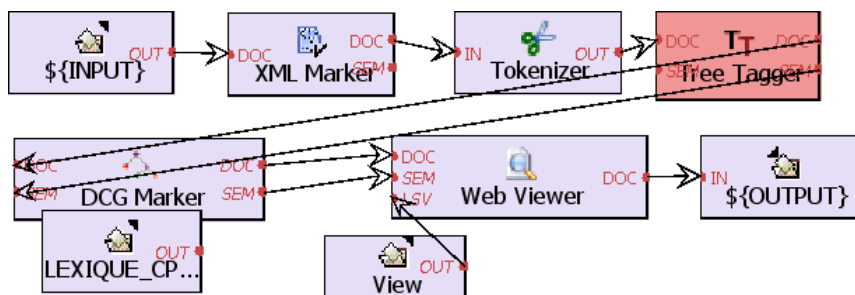 OUT
${INPUT}
DOC DOC
SEM
XML Marker
IN OUT
Tokenizer
DOC TT DOC
SEM SEM
Tree Tagger
DOC DOC
SEM SEM
DCG Marker
DOC
SEM DOC
LSV
Web Viewer
IN
${OUTPUT}
OUT
LEXIQUE_CP...
OUT
View